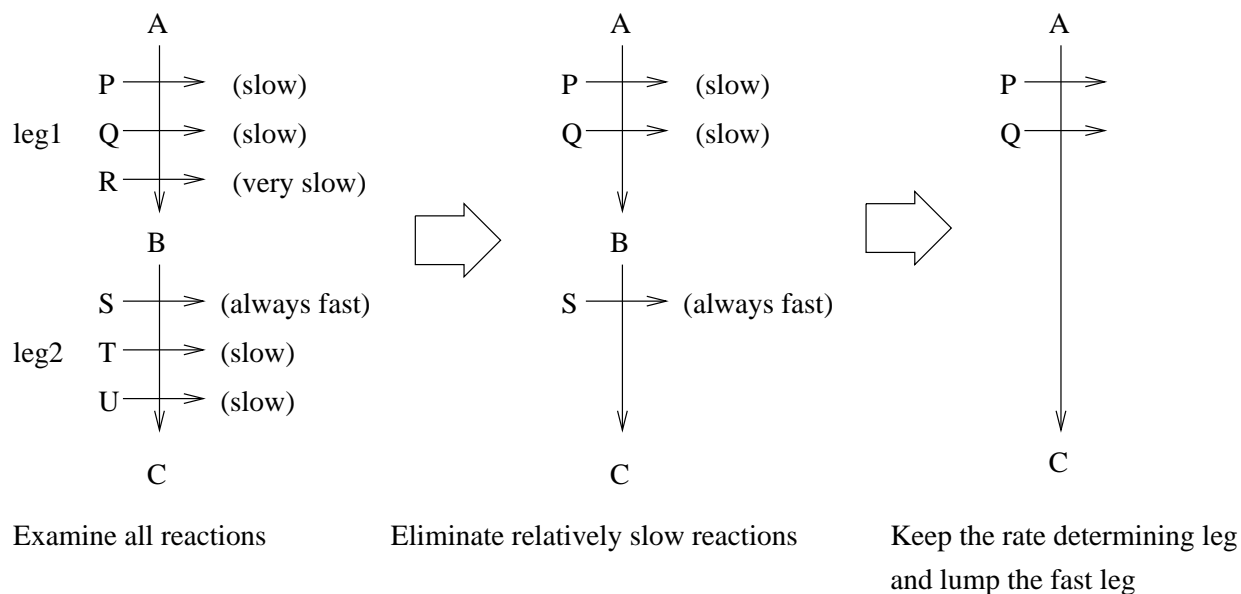 A
P (slow)
leg1 Q (slow)
R (very slow)
B
S (always fast)
leg2 T (slow)
U (slow)
C
Examine all reactions
A
P (slow)
Q (slow)
B
S (always fast)
C
Eliminate relatively slow reactions
A
P
Q
C
Keep the rate determining leg
and lump the fast leg